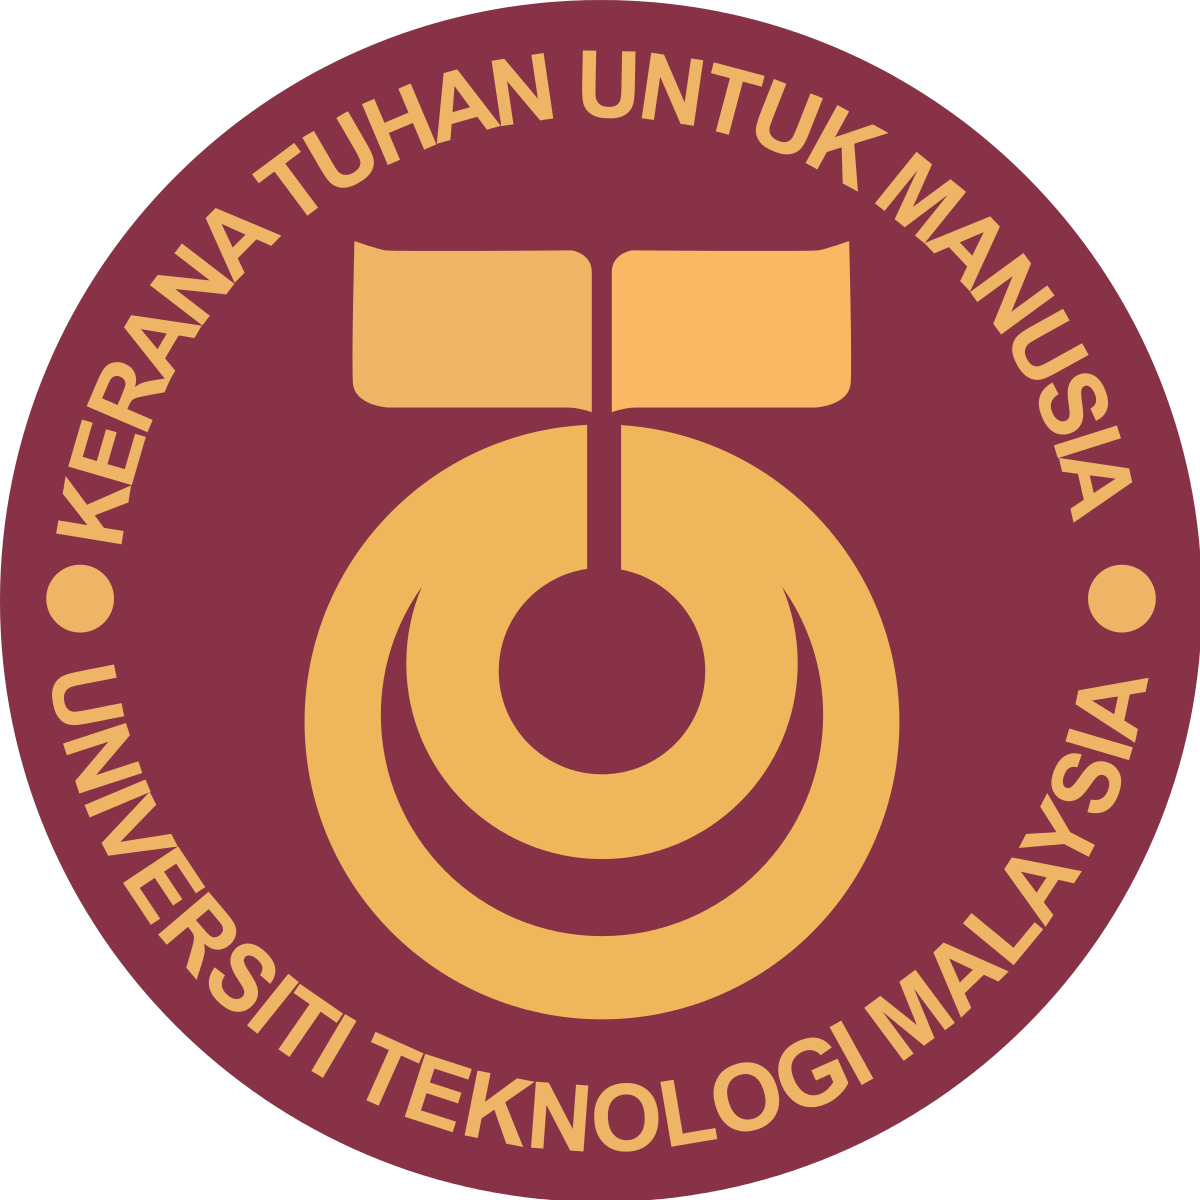 KERANA TUHAN UNTUK MANUSIA
UNIVERSITI TEKNOLOGI MALAYSIA